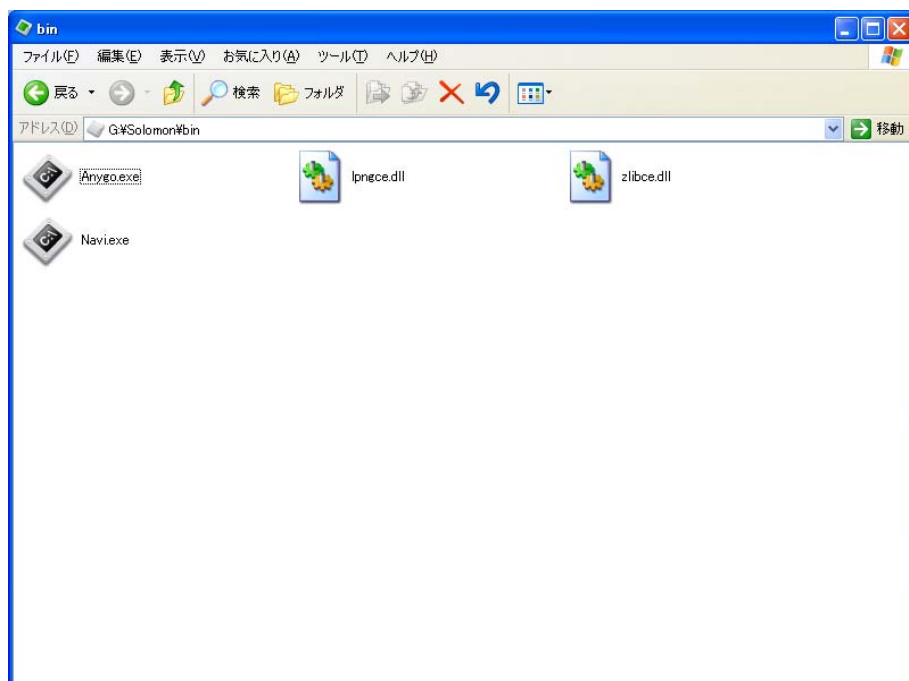 bin
ファイル(F) 編集(E) 表示(V) お気に入り(A) ツール(T) ヘルプ(H)
戻る 検索 フォルダ
アドレス(D) G:¥Solomon¥bin 移動
Anygo.exe lpngce.dll zlibce.dll
Navi.exe